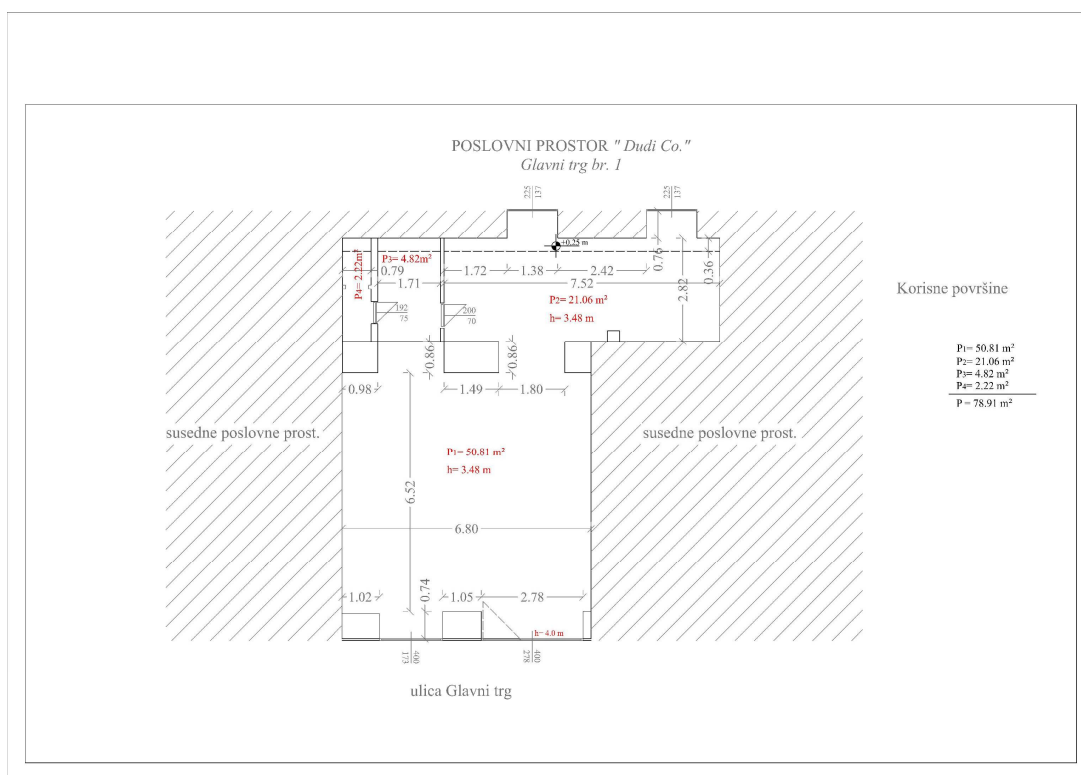 POSLOVNI PROSTOR " Dudi Co."
Glavni trg br. 1
225
137
225
137
+0.25 m
P3= 4.82m²
P4= 2.22m²
0.79
1.71
1.72
1.38
2.42
0.76
0.36
7.52
2.82
P2= 21.06 m²
h= 3.48 m
192
75
200
70
Korisne površine
P1= 50.81 m²
P2= 21.06 m²
P3= 4.82 m²
P4= 2.22 m²
P = 78.91 m²
0.86
0.86
0.98
1.49
1.80
susedne poslovne prost.
susedne poslovne prost.
P1= 50.81 m²
h= 3.48 m
6.52
6.80
1.02
0.74
1.05
2.78
h= 4.0 m
400
173
400
278
ulica Glavni trg